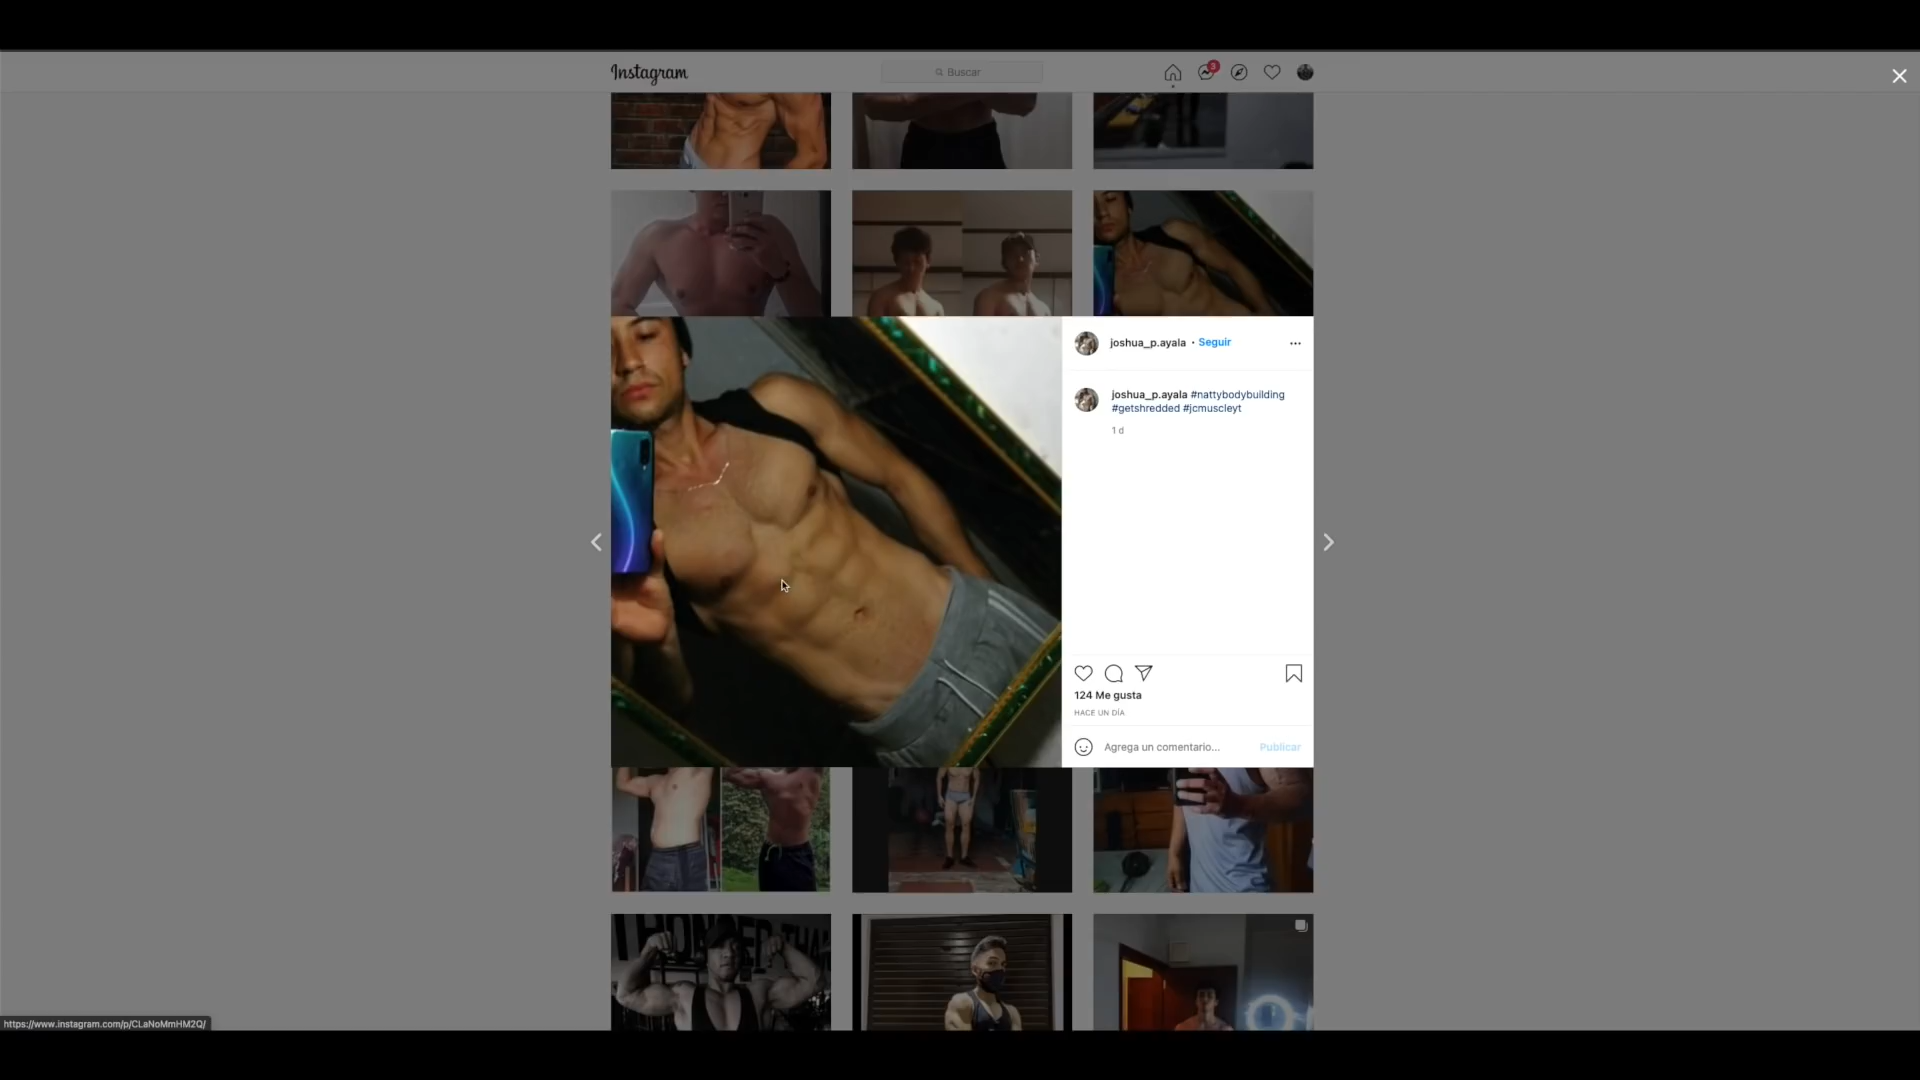 Instagram
Buscar
3
joshua_p.ayala • Seguir
joshua_p.ayala #nattybodybuilding
#getshredded #jcmuscleyt
1 d
124 Me gusta
HACE UN DÍA
Agrega un comentario... Publicar
https://www.instagram.com/p/CLaNoMmHM2Q/